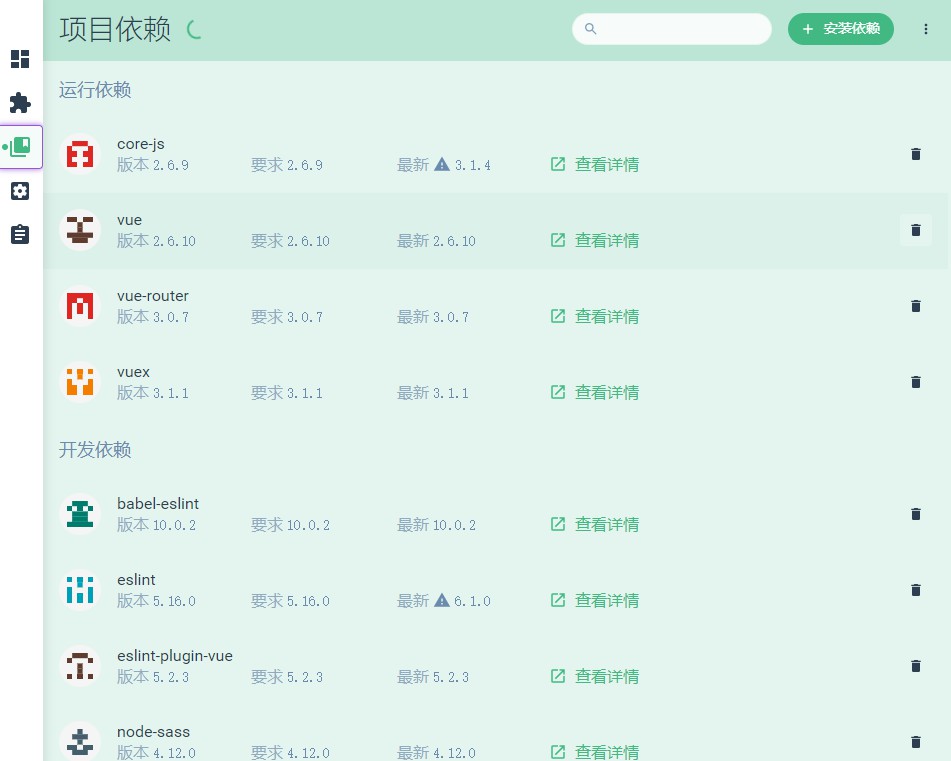 项目依赖
+ 安装依赖
运行依赖
core-js
版本 2.6.9 要求 2.6.9 最新 3.1.4 查看详情
vue
版本 2.6.10 要求 2.6.10 最新 2.6.10 查看详情
vue-router
版本 3.0.7 要求 3.0.7 最新 3.0.7 查看详情
vuex
版本 3.1.1 要求 3.1.1 最新 3.1.1 查看详情
开发依赖
babel-eslint
版本 10.0.2 要求 10.0.2 最新 10.0.2 查看详情
eslint
版本 5.16.0 要求 5.16.0 最新 6.1.0 查看详情
eslint-plugin-vue
版本 5.2.3 要求 5.2.3 最新 5.2.3 查看详情
node-sass
版本 4.12.0 要求 4.12.0 最新 4.12.0 查看详情